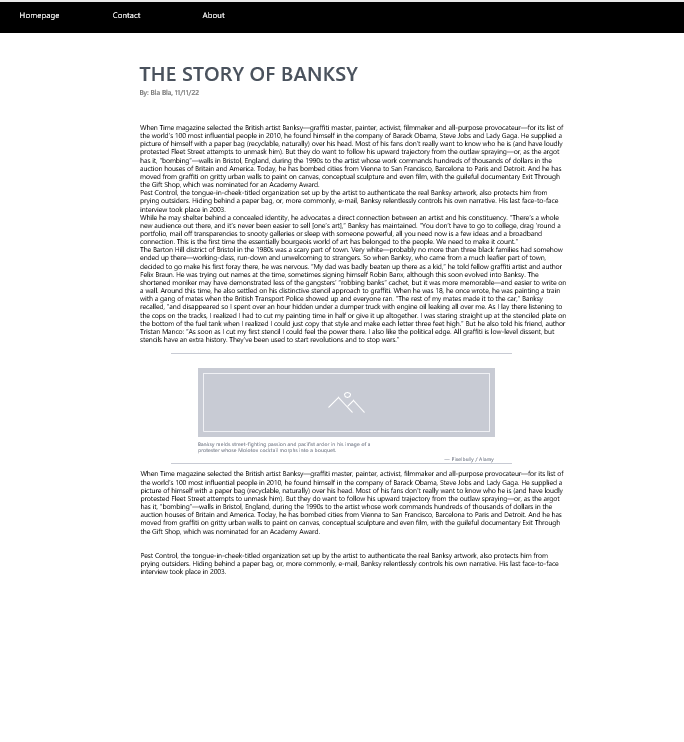 Homepage Contact About
THE STORY OF BANKSY
By: Bla Bla, 11/11/22
When Time magazine selected the British artist Banksy—graffiti master, painter, activist, filmmaker and all-purpose provocateur—for its list of
the world's 100 most influential people in 2010, he found himself in the company of Barack Obama, Steve Jobs and Lady Gaga. He supplied a
picture of himself with a paper bag (recyclable, naturally) over his head. Most of his fans don't really want to know who he is (and have loudly
protested Fleet Street attempts to unmask him). But they do want to follow his upward trajectory from the outlaw spraying—or, as the argot
has it, "bombing"—walls in Bristol, England, during the 1990s to the artist whose work commands hundreds of thousands of dollars in the
auction houses of Britain and America. Today, he has bombed cities from Vienna to San Francisco, Barcelona to Paris and Detroit. And he has
moved from graffiti on gritty urban walls to paint on canvas, conceptual sculpture and even film, with the guileful documentary Exit Through
the Gift Shop, which was nominated for an Academy Award.
Pest Control, the tongue-in-cheek-titled organization set up by the artist to authenticate the real Banksy artwork, also protects him from
prying outsiders. Hiding behind a paper bag, or, more commonly, e-mail, Banksy relentlessly controls his own narrative. His last face-to-face
interview took place in 2003.
While he may shelter behind a concealed identity, he advocates a direct connection between an artist and his constituency. "There's a whole
new audience out there, and it's never been easier to sell [one's art]," Banksy has maintained. "You don't have to go to college, drag 'round a
portfolio, mail off transparencies to snooty galleries or sleep with someone powerful, all you need now is a few ideas and a broadband
connection. This is the first time the essentially bourgeois world of art has belonged to the people. We need to make it count."
The Barton Hill district of Bristol in the 1980s was a scary part of town. Very white—probably no more than three black families had somehow
ended up there—working-class, run-down and unwelcoming to strangers. So when Banksy, who came from a much leafier part of town,
decided to go make his first foray there, he was nervous. "My dad was badly beaten up there as a kid," he told fellow graffiti artist and author
Felix Braun. He was trying out names at the time, sometimes signing himself Robin Banx, although this soon evolved into Banksy. The
shortened moniker may have demonstrated less of the gangsters' "robbing banks" cachet, but it was more memorable—and easier to write on
a wall. Around this time, he also settled on his distinctive stencil approach to graffiti. When he was 18, he once wrote, he was painting a train
with a gang of mates when the British Transport Police showed up and everyone ran. "The rest of my mates made it to the car," Banksy
recalled, "and disappeared so I spent over an hour hidden under a dumper truck with engine oil leaking all over me. As I lay there listening to
the cops on the tracks, I realized I had to cut my painting time in half or give it up altogether. I was staring straight up at the stenciled plate on
the bottom of the fuel tank when I realized I could just copy that style and make each letter three feet high." But he also told his friend, author
Tristan Manco: "As soon as I cut my first stencil I could feel the power there. I also like the political edge. All graffiti is low-level dissent, but
stencils have an extra history. They've been used to start revolutions and to stop wars."
Banksy melds street-fighting passion and pacifist ardor in his image of a
protester whose Molotov cocktail morphs into a bouquet.
— Pixelbully / Alamy
When Time magazine selected the British artist Banksy—graffiti master, painter, activist, filmmaker and all-purpose provocateur—for its list of
the world's 100 most influential people in 2010, he found himself in the company of Barack Obama, Steve Jobs and Lady Gaga. He supplied a
picture of himself with a paper bag (recyclable, naturally) over his head. Most of his fans don't really want to know who he is (and have loudly
protested Fleet Street attempts to unmask him). But they do want to follow his upward trajectory from the outlaw spraying—or, as the argot
has it, "bombing"—walls in Bristol, England, during the 1990s to the artist whose work commands hundreds of thousands of dollars in the
auction houses of Britain and America. Today, he has bombed cities from Vienna to San Francisco, Barcelona to Paris and Detroit. And he has
moved from graffiti on gritty urban walls to paint on canvas, conceptual sculpture and even film, with the guileful documentary Exit Through
the Gift Shop, which was nominated for an Academy Award.
Pest Control, the tongue-in-cheek-titled organization set up by the artist to authenticate the real Banksy artwork, also protects him from
prying outsiders. Hiding behind a paper bag, or, more commonly, e-mail, Banksy relentlessly controls his own narrative. His last face-to-face
interview took place in 2003.